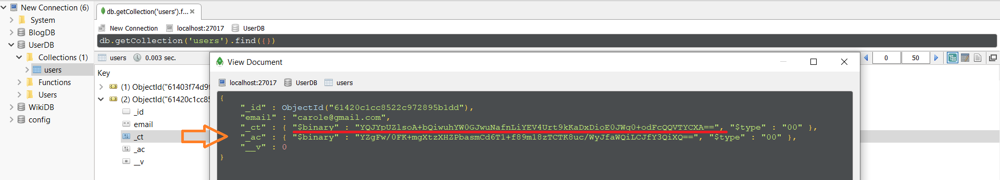 New Connection (6)
System
BlogDB
UserDB
Collections (1)
users
Functions
Users
WikiDB
config
db.getCollection('users').f...
New Connection localhost:27017 UserDB
db.getCollection('users').find({})
users 0.003 sec.
0 50
Key
(1) ObjectId("61403f74d9f
(2) ObjectId("61420c1cc85
_id
email
_ct
_ac
__v
View Document
localhost:27017 UserDB users
{
"_id" : ObjectId("61420c1cc8522c972895b1dd"),
"email" : "carole@gmail.com",
"_ct" : { "$binary" : "YQJYpUZlsoA+bQiwuhYW0GJwuNafnLiYEV4Urt9kKaDxDioE0JWg0+odFcQQVTYCXA==", "$type" : "00" },
"_ac" : { "$binary" : "YZgFw/0FK+mgXtzXHZPbasmCd6T1+f89m18zTCTK8uc/WyJfaWQiLCJfY3QiXQ==", "$type" : "00" },
"__v" : 0
}